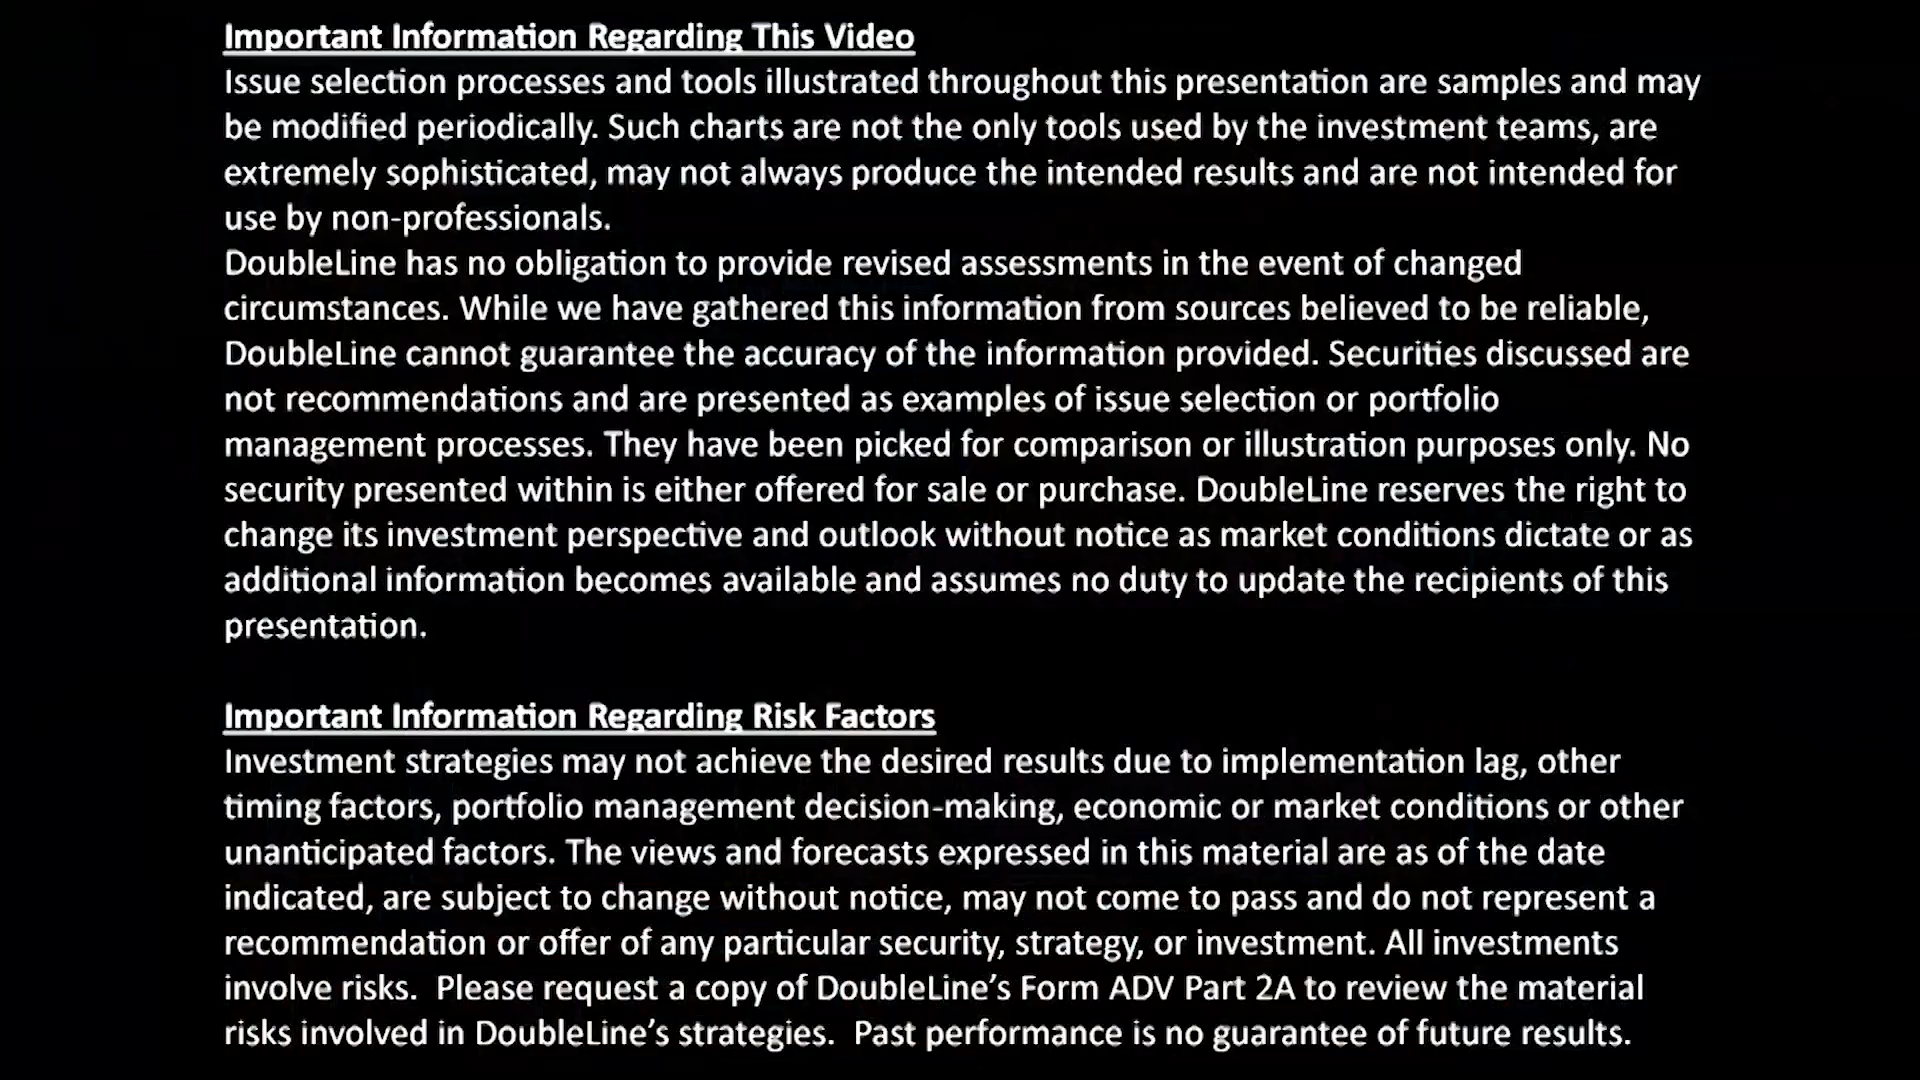 Important Information Regarding This Video
Issue selection processes and tools illustrated throughout this presentation are samples and may
be modified periodically. Such charts are not the only tools used by the investment teams, are
extremely sophisticated, may not always produce the intended results and are not intended for
use by non-professionals.
DoubleLine has no obligation to provide revised assessments in the event of changed
circumstances. While we have gathered this information from sources believed to be reliable,
DoubleLine cannot guarantee the accuracy of the information provided. Securities discussed are
not recommendations and are presented as examples of issue selection or portfolio
management processes. They have been picked for comparison or illustration purposes only. No
security presented within is either offered for sale or purchase. DoubleLine reserves the right to
change its investment perspective and outlook without notice as market conditions dictate or as
additional information becomes available and assumes no duty to update the recipients of this
presentation.
Important Information Regarding Risk Factors
Investment strategies may not achieve the desired results due to implementation lag, other
timing factors, portfolio management decision-making, economic or market conditions or other
unanticipated factors. The views and forecasts expressed in this material are as of the date
indicated, are subject to change without notice, may not come to pass and do not represent a
recommendation or offer of any particular security, strategy, or investment. All investments
involve risks.  Please request a copy of DoubleLine’s Form ADV Part 2A to review the material
risks involved in DoubleLine’s strategies.  Past performance is no guarantee of future results.